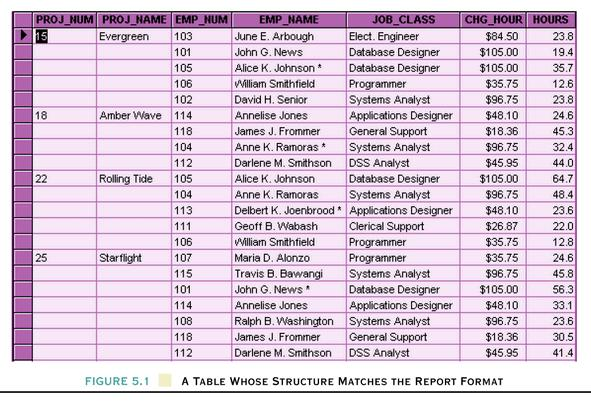 PROJ_NUM PROJ_NAME EMP_NUM EMP_NAME JOB_CLASS CHG_HOUR HOURS
15 Evergreen 103 June E. Arbough Elect. Engineer $84.50 23.8
101 John G. News Database Designer $105.00 19.4
105 Alice K. Johnson * Database Designer $105.00 35.7
106 William Smithfield Programmer $35.75 12.6
102 David H. Senior Systems Analyst $96.75 23.8
18 Amber Wave 114 Annelise Jones Applications Designer $48.10 24.6
118 James J. Frommer General Support $18.36 45.3
104 Anne K. Ramoras * Systems Analyst $96.75 32.4
112 Darlene M. Smithson DSS Analyst $45.95 44.0
22 Rolling Tide 105 Alice K. Johnson Database Designer $105.00 64.7
104 Anne K. Ramoras Systems Analyst $96.75 48.4
113 Delbert K. Joenbrood * Applications Designer $48.10 23.6
111 Geoff B. Wabash Clerical Support $26.87 22.0
106 William Smithfield Programmer $35.75 12.8
25 Starflight 107 Maria D. Alonzo Programmer $35.75 24.6
115 Travis B. Bawangi Systems Analyst $96.75 45.8
101 John G. News * Database Designer $105.00 56.3
114 Annelise Jones Applications Designer $48.10 33.1
108 Ralph B. Washington Systems Analyst $96.75 23.6
118 James J. Frommer General Support $18.36 30.5
112 Darlene M. Smithson DSS Analyst $45.95 41.4
FIGURE 5.1 A TABLE WHOSE STRUCTURE MATCHES THE REPORT FORMAT